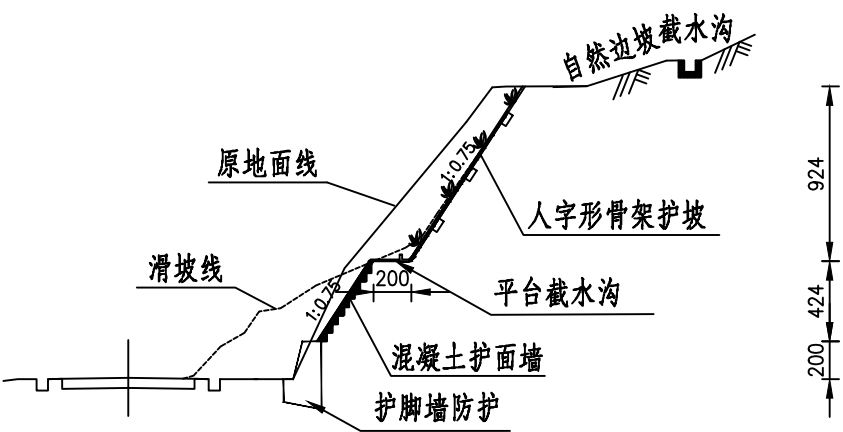 自然边坡截水沟
原地面线
1:0.75
924
人字形骨架护坡
滑坡线
1:0.75
200
平台截水沟
424
混凝土护面墙
200
护脚墙防护